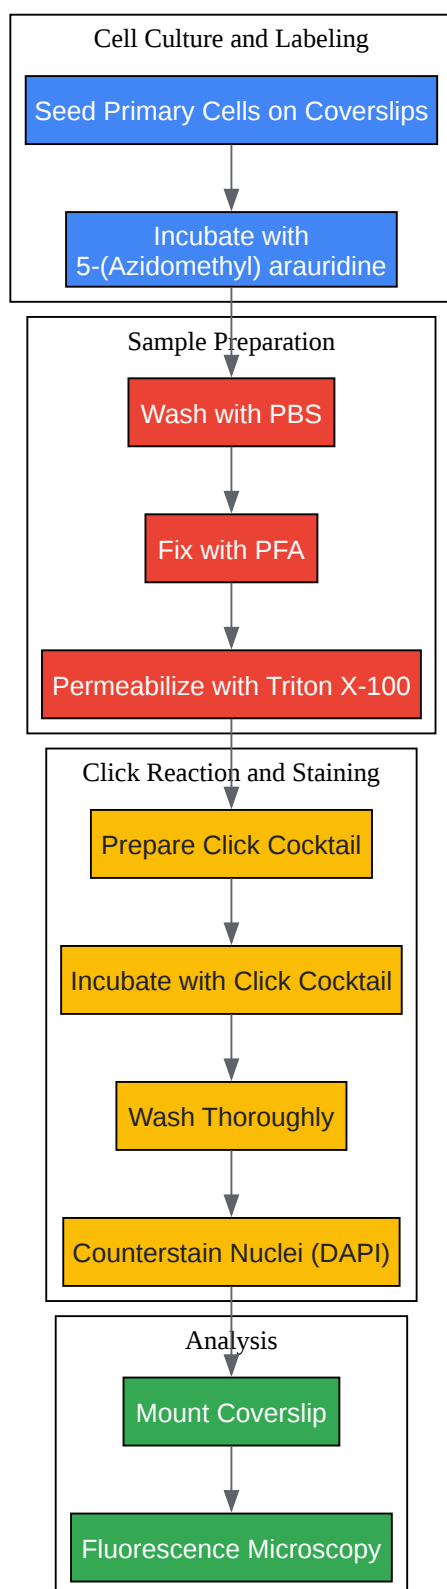 Cell Culture and Labeling
Seed Primary Cells on Coverslips
Incubate with
5-(Azidomethyl) arauridine
Sample Preparation
Wash with PBS
Fix with PFA
Permeabilize with Triton X-100
Click Reaction and Staining
Prepare Click Cocktail
Incubate with Click Cocktail
Wash Thoroughly
Counterstain Nuclei (DAPI)
Analysis
Mount Coverslip
Fluorescence Microscopy